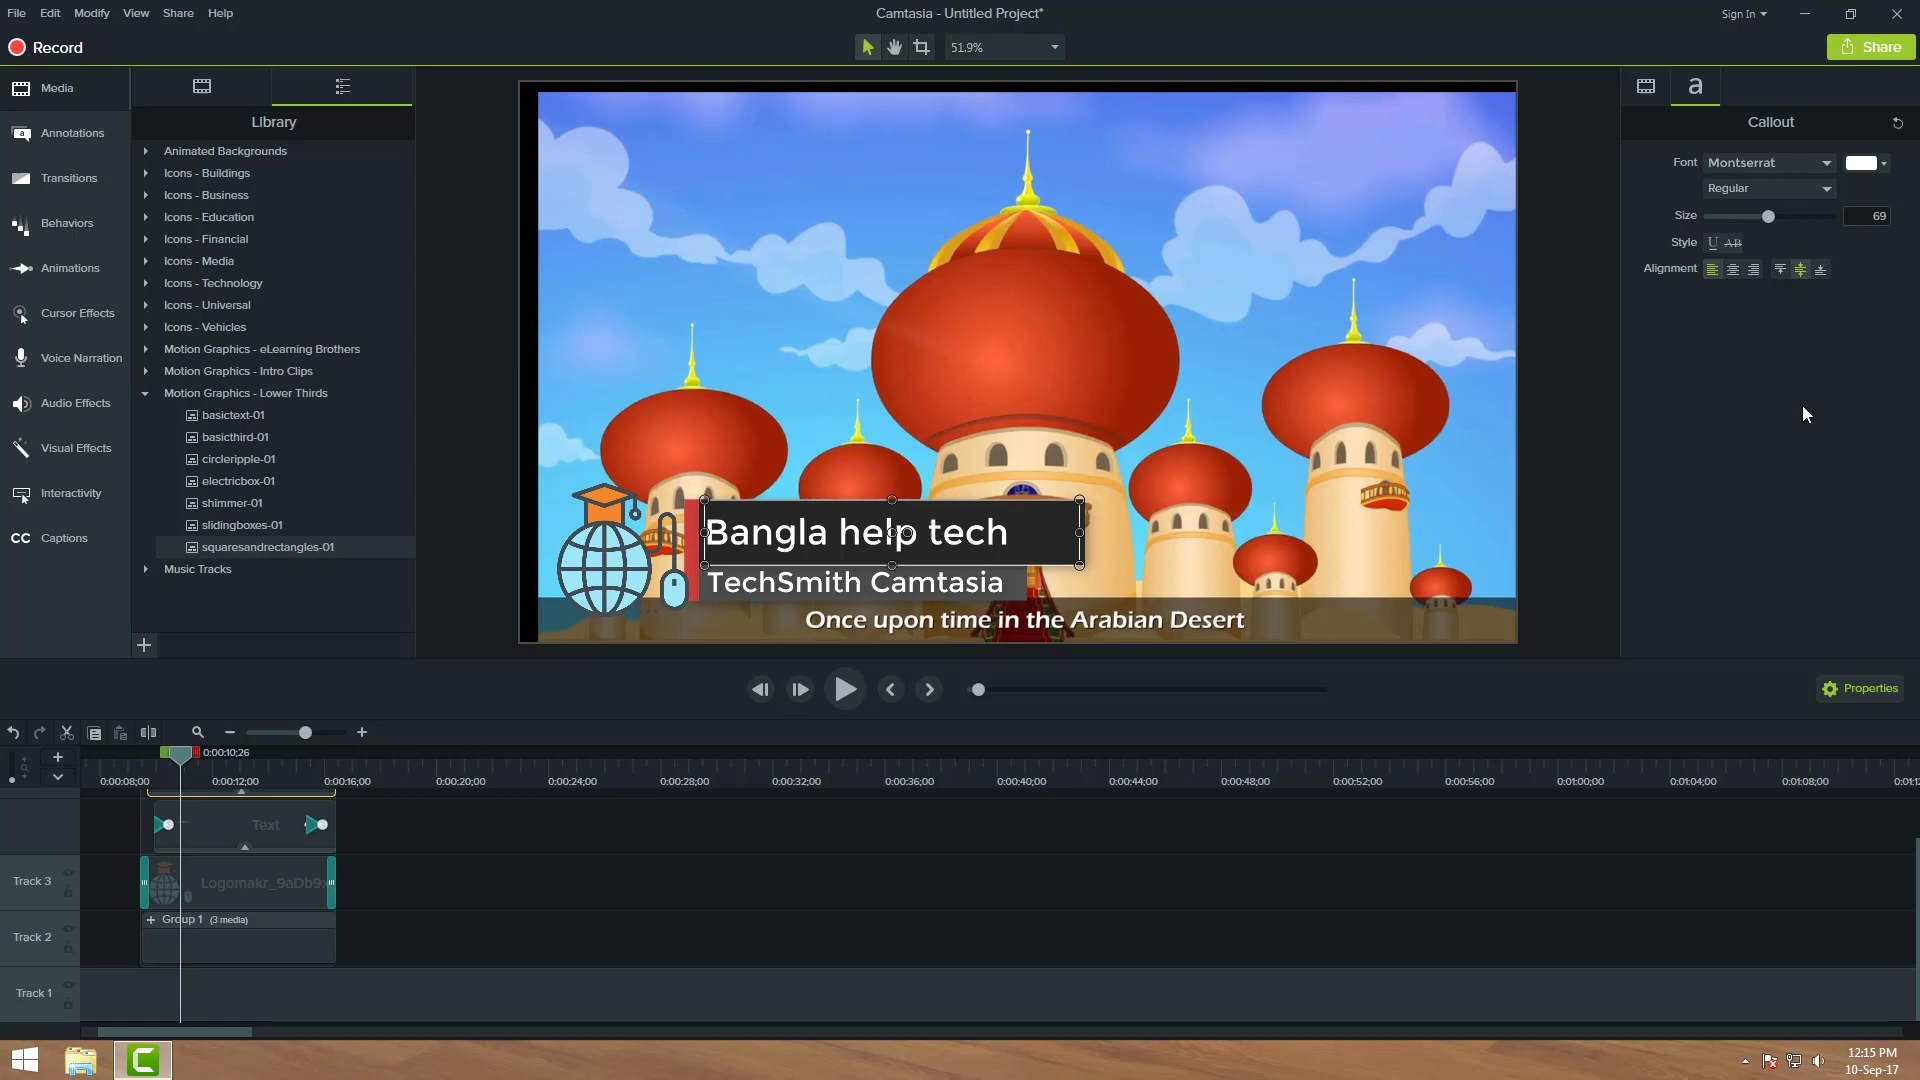 File Edit Modify View Share Help
Camtasia - Untitled Project*
Sign In
Record
51.9%
Share
Media
Annotations
Transitions
Behaviors
Animations
Cursor Effects
Voice Narration
Audio Effects
Visual Effects
Interactivity
CC Captions
Library
Animated Backgrounds
Icons - Buildings
Icons - Business
Icons - Education
Icons - Financial
Icons - Media
Icons - Technology
Icons - Universal
Icons - Vehicles
Motion Graphics - eLearning Brothers
Motion Graphics - Intro Clips
Motion Graphics - Lower Thirds
basictext-01
basicthird-01
circleripple-01
electricbox-01
shimmer-01
slidingboxes-01
squaresandrectangles-01
Music Tracks
Bangla help tech
TechSmith Camtasia
Once upon time in the Arabian Desert
a
Callout
Font Montserrat
Regular
Size 69
Style U AB
Alignment
Properties
0:00:10;26
0:00:08;00 0:00:12;00 0:00:16;00 0:00:20;00 0:00:24;00 0:00:28;00 0:00:32;00 0:00:36;00 0:00:40;00 0:00:44;00 0:00:48;00 0:00:52;00 0:00:56;00 0:01:00;00 0:01:04;00 0:01:08;00
Text
Track 3
Logomakr_9aDb9x
Track 2
Group 1 (3 media)
Track 1
12:15 PM
10-Sep-17